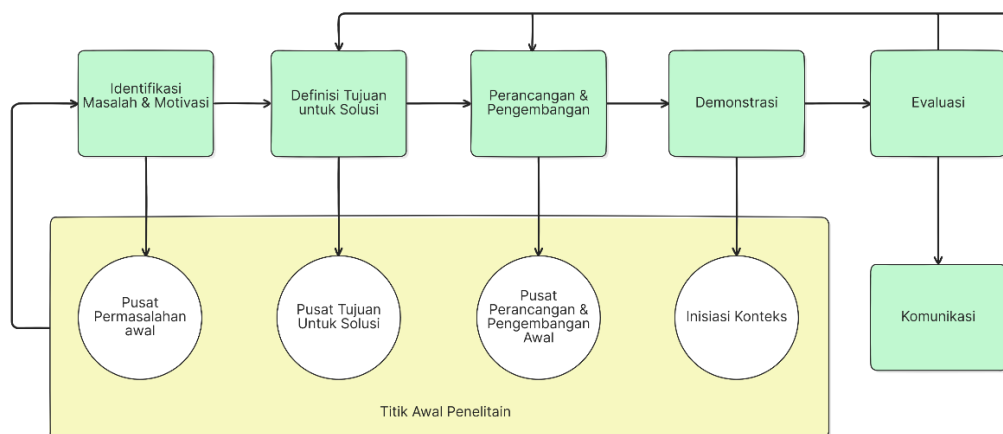 Identifikasi
Masalah & Motivasi
Definisi Tujuan
untuk Solusi
Perancangan &
Pengembangan
Demonstrasi
Evaluasi
Pusat
Permasalahan
awal
Pusat Tujuan
Untuk Solusi
Pusat
Perancangan &
Pengembangan
Awal
Inisiasi Konteks
Komunikasi
Titik Awal Penelitain